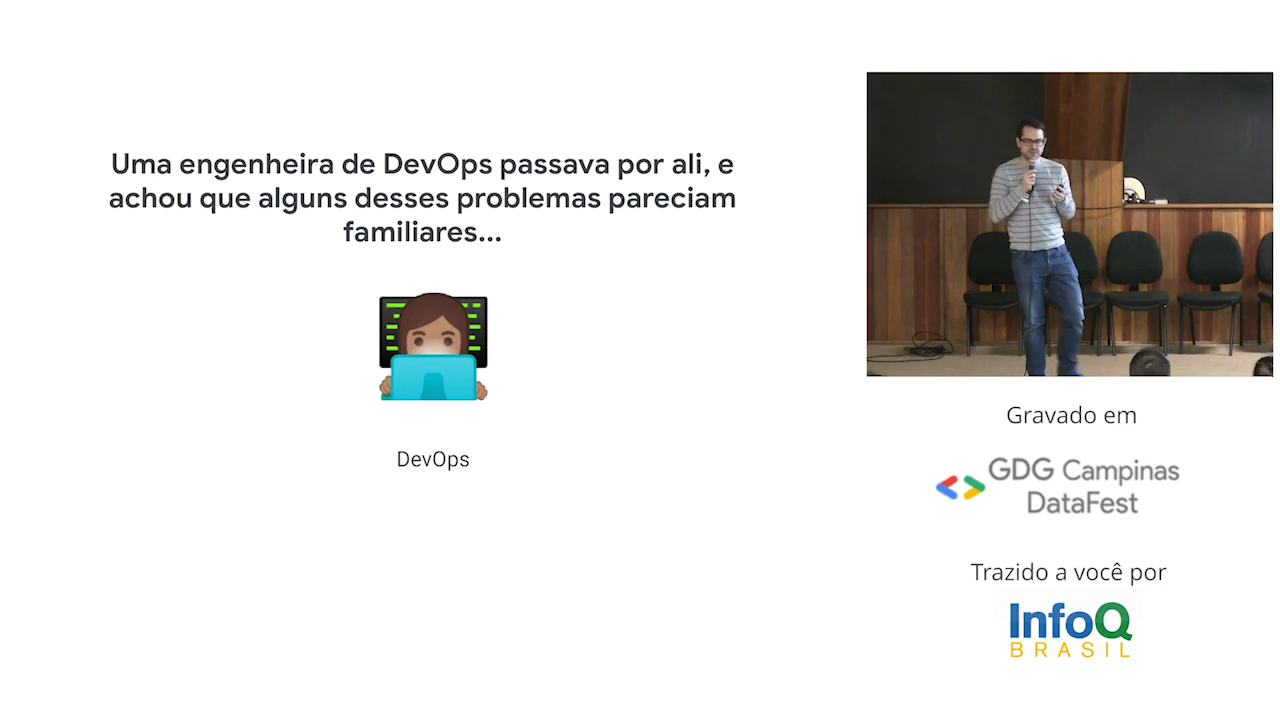 Uma engenheira de DevOps passava por ali, e
achou que alguns desses problemas pareciam
familiares...
DevOps
Gravado em
GDG Campinas
DataFest
Trazido a você por
InfoQ
BRASIL